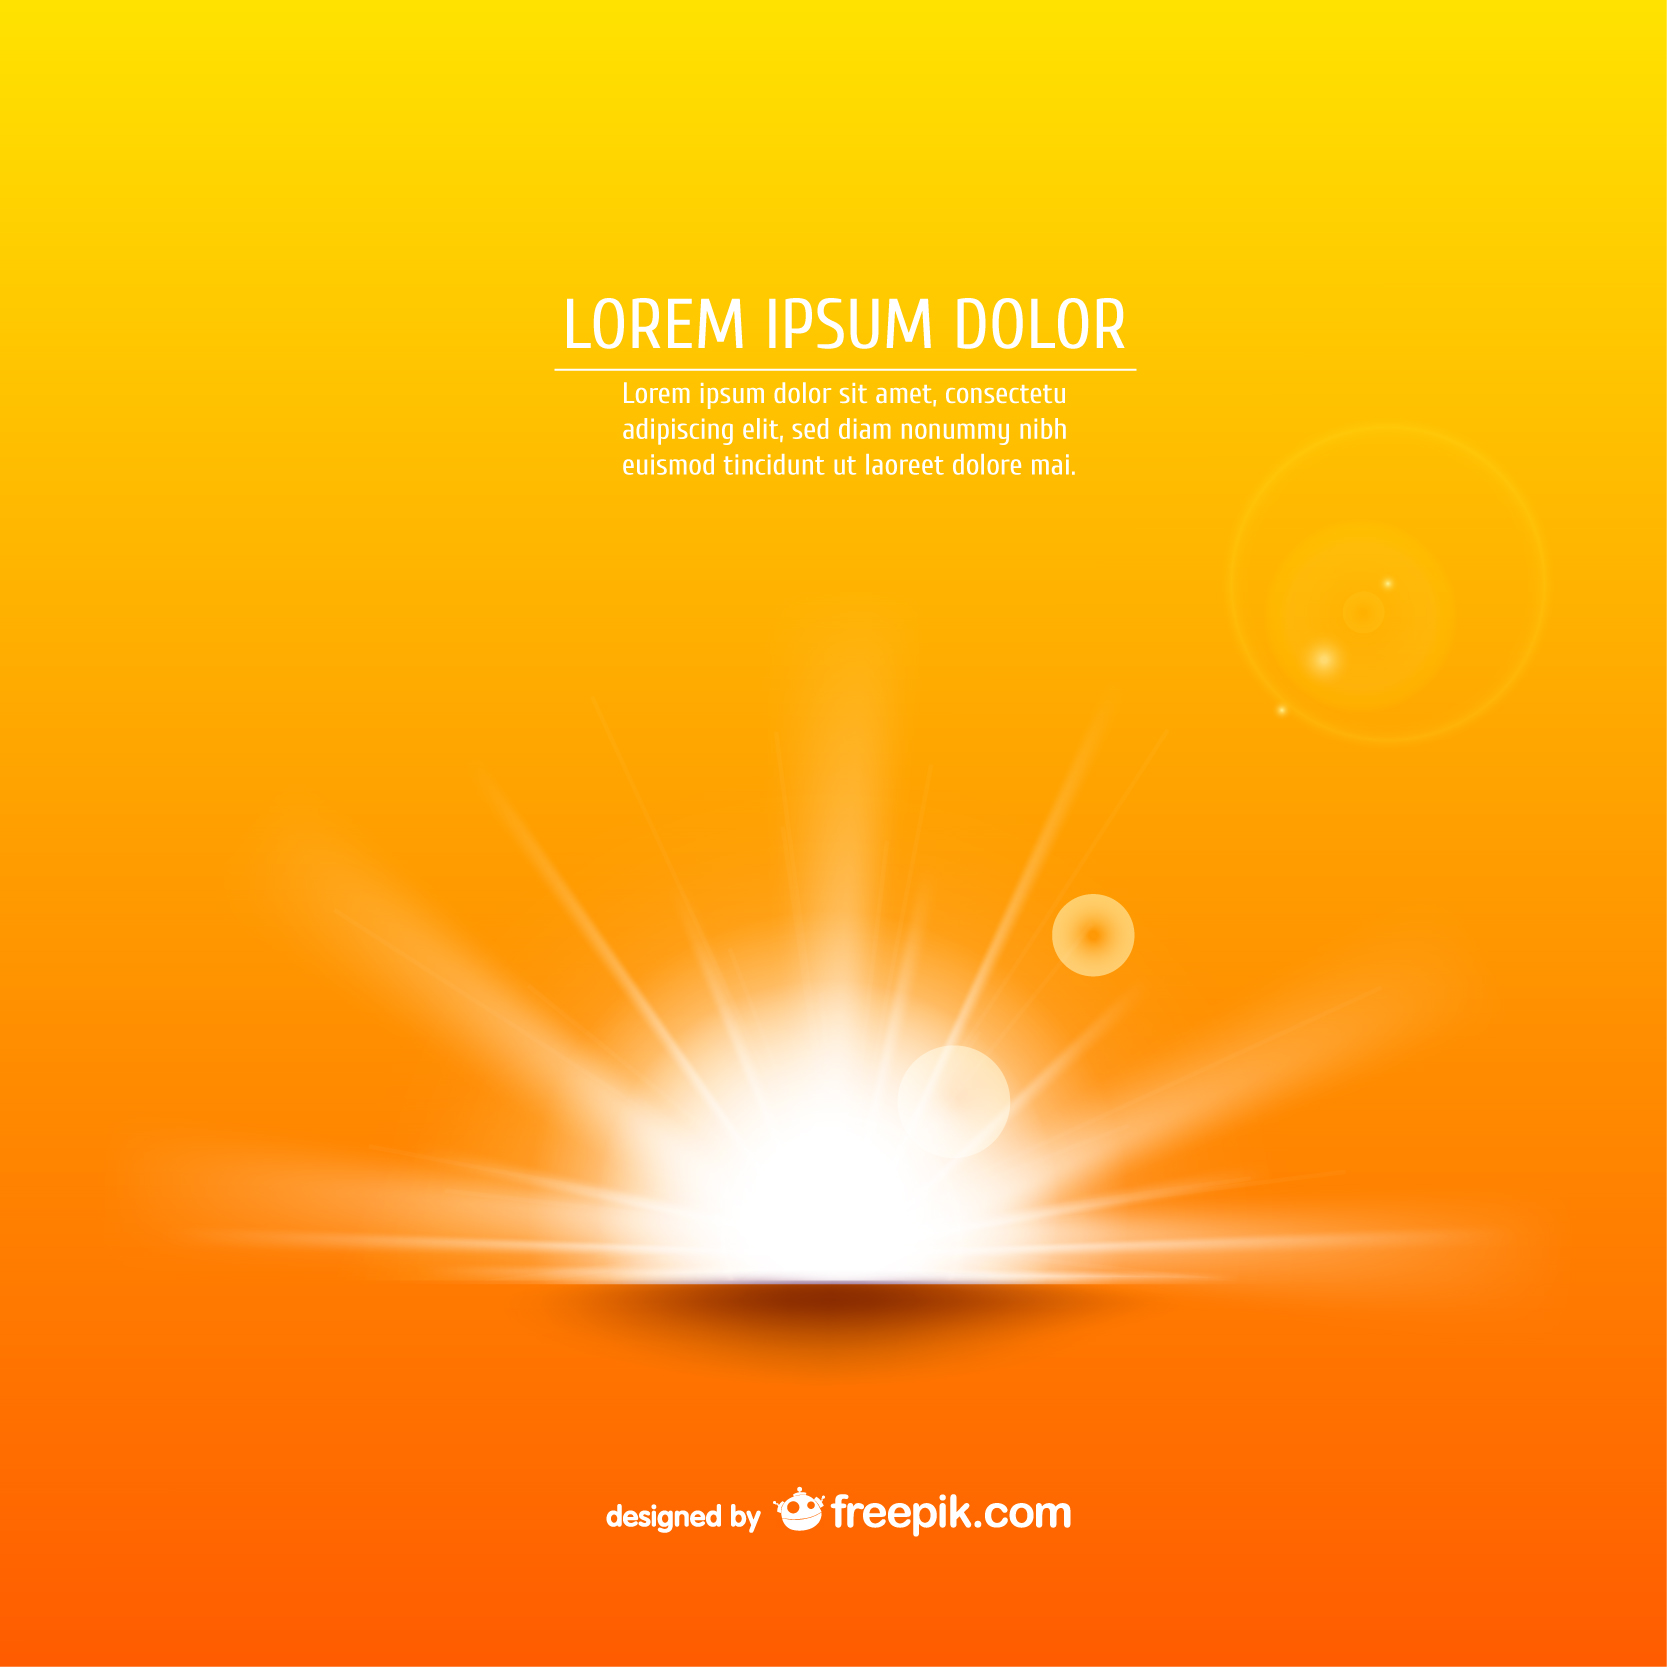 LOREM IPSUM DOLOR
Lorem ipsum dolor sit amet, consectetu
adipiscing elit, sed diam nonummy nibh
euismod tincidunt ut laoreet dolore mai.
designed by freepik.com